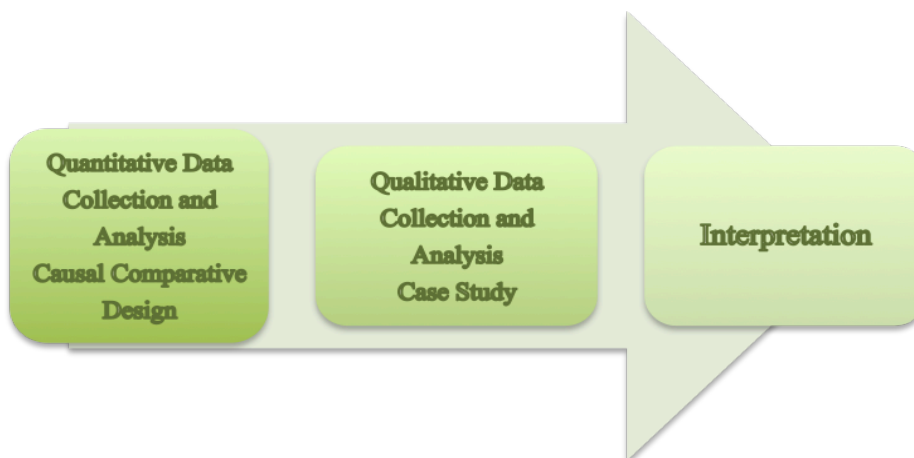 Quantitative Data
Collection and
Analysis
Causal Comparative
Design
Qualitative Data
Collection and
Analysis
Case Study
Interpretation